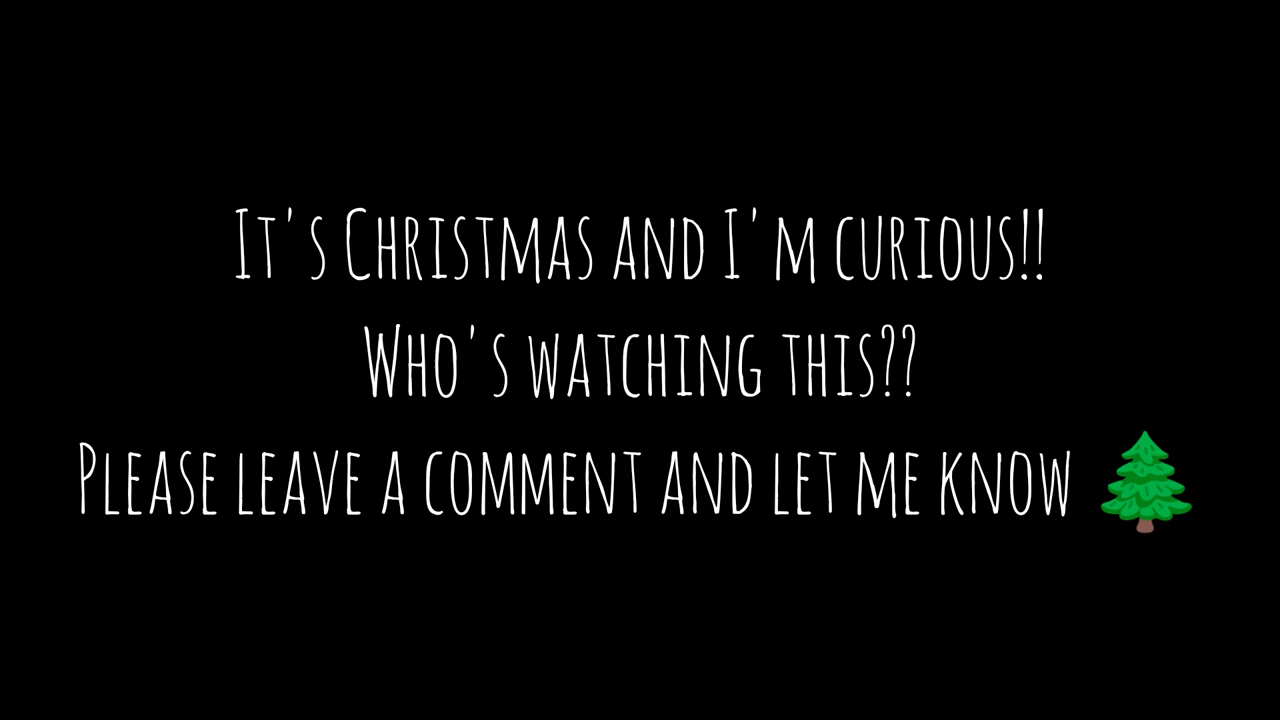 It's Christmas and I'm curious!!
Who's watching this??
Please leave a comment and let me know 🌲